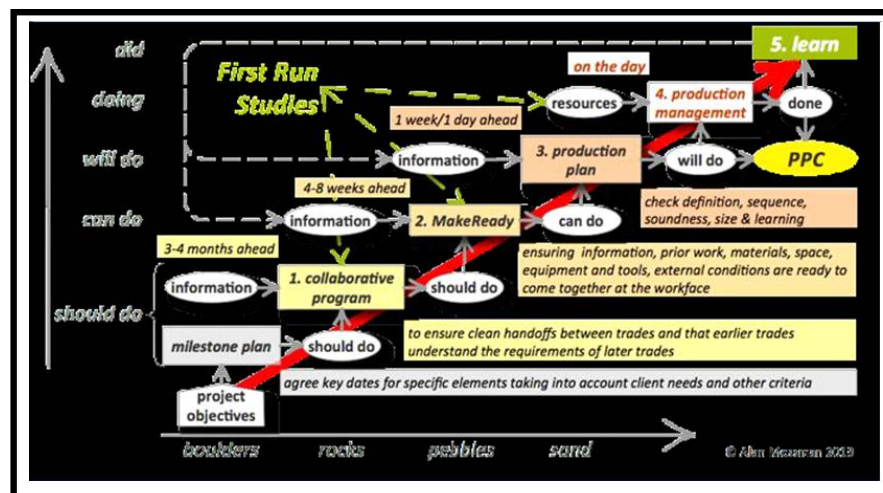 did
5. learn
First Run
Studies
on the day
doing
resources
4. production
management
done
1 week/1 day ahead
will do
information
3. production
plan
will do
PPC
4-8 weeks ahead
check definition, sequence,
soundness, size & learning
can do
information
2. MakeReady
can do
3-4 months ahead
ensuring information, prior work, materials, space,
equipment and tools, external conditions are ready to
come together at the workface
information
1. collaborative
program
should do
should do
milestone plan
should do
to ensure clean handoffs between trades and that earlier trades
understand the requirements of later trades
agree key dates for specific elements taking into account client needs and other criteria
project
objectives
boulders
rocks
pebbles
sand
© Alan Mossman 2013